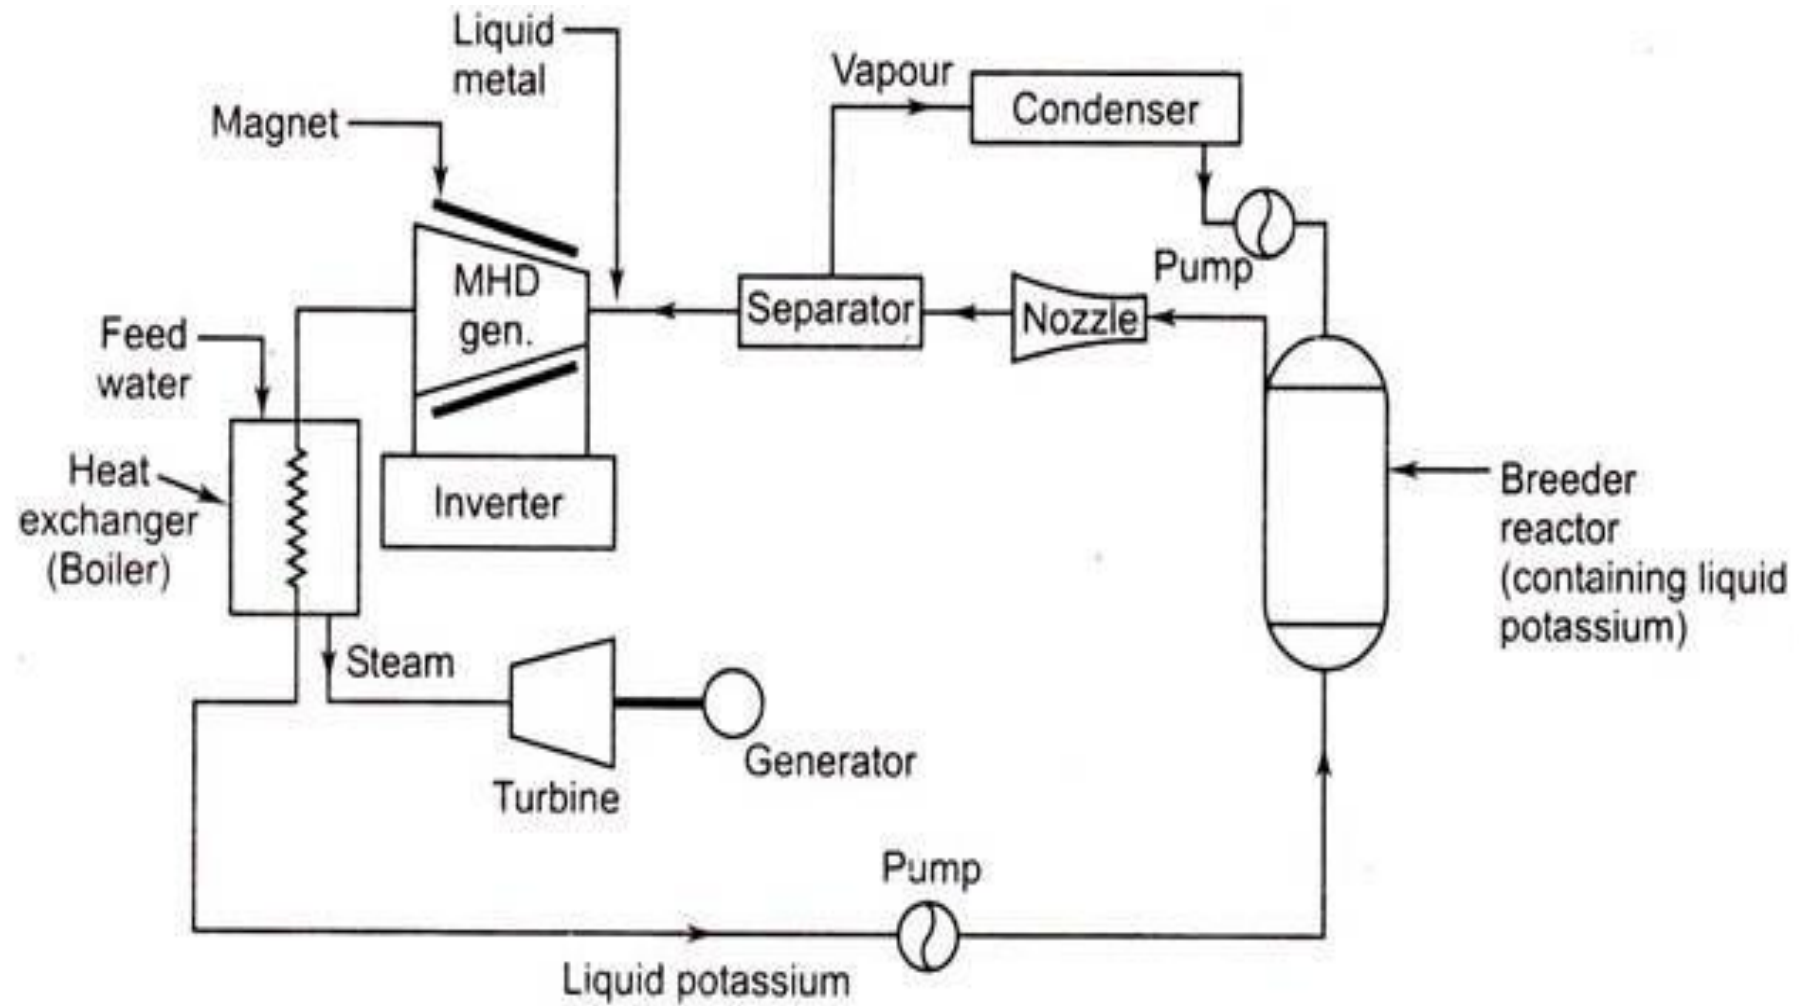 Liquid
metal
Magnet
Vapour
Condenser
Pump
MHD
gen.
Separator
Nozzle
Feed
water
Heat
exchanger
(Boiler)
Inverter
Breeder
reactor
(containing liquid
potassium)
Steam
Turbine
Generator
Pump
Liquid potassium